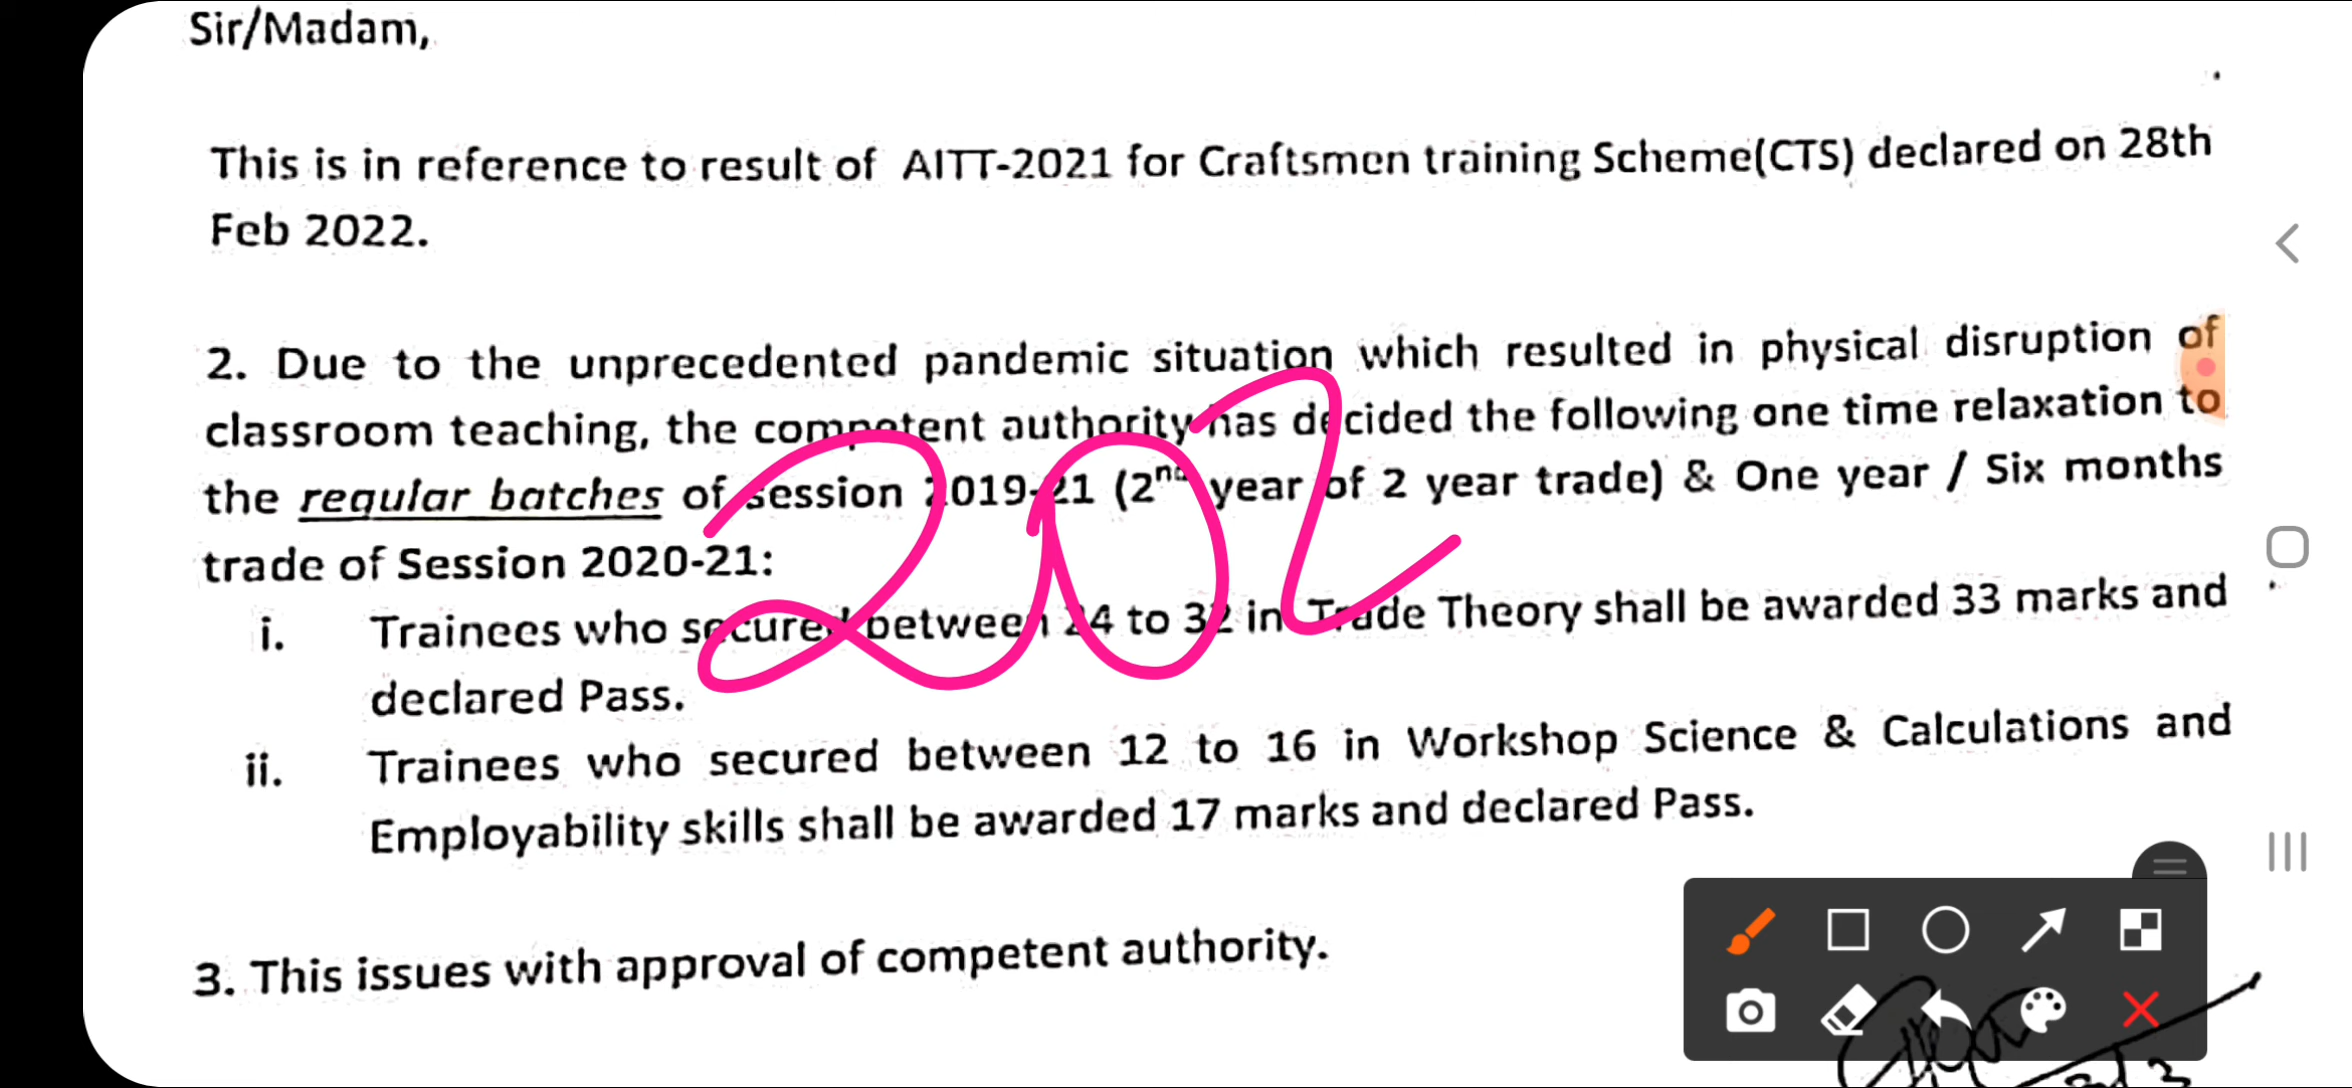 Sir/Madam,
This is in reference to result of AITT-2021 for Craftsmen training Scheme(CTS) declared on 28th
Feb 2022.
2. Due to the unprecedented pandemic situation which resulted in physical disruption of
classroom teaching, the competent authority has decided the following one time relaxation to
the regular batches of session 2019-21 (2nd year of 2 year trade) & One year / Six months
trade of Session 2020-21:
i. Trainees who secured between 24 to 32 in Trade Theory shall be awarded 33 marks and
declared Pass.
ii. Trainees who secured between 12 to 16 in Workshop Science & Calculations and
Employability skills shall be awarded 17 marks and declared Pass.
3. This issues with approval of competent authority.
202